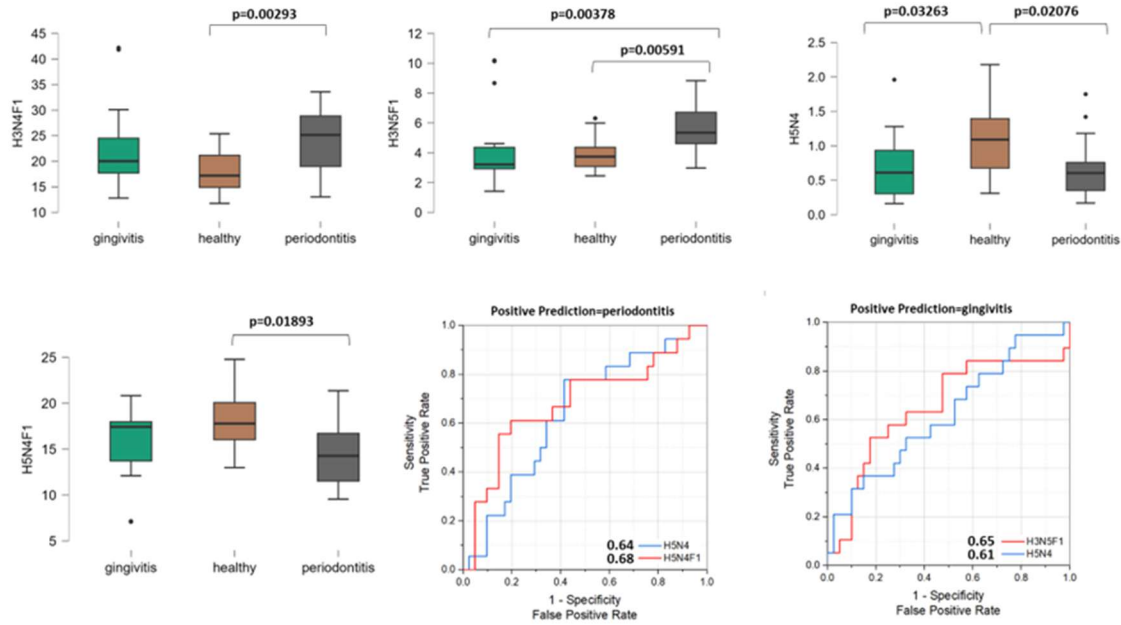 p=0.00293
45
40
35
30
25
20
15
10
H3N4F1
gingivitis healthy periodontitis
p=0.00378
p=0.00591
12
10
8
6
4
2
0
H3N5F1
gingivitis healthy periodontitis
p=0.03263 p=0.02076
2.5
2.0
1.5
1.0
0.5
0.0
H5N4
gingivitis healthy periodontitis
p=0.01893
25
20
15
10
5
H5N4F1
gingivitis healthy periodontitis
Positive Prediction=periodontitis
1.0
0.8
0.6
0.4
0.2
0.0
Sensitivity
True Positive Rate
0.64 H5N4
0.68 H5N4F1
0.0 0.2 0.4 0.6 0.8 1.0
1 - Specificity
False Positive Rate
Positive Prediction=gingivitis
1.0
0.8
0.6
0.4
0.2
0.0
Sensitivity
True Positive Rate
0.65 H3N5F1
0.61 H5N4
0.0 0.2 0.4 0.6 0.8 1.0
1 - Specificity
False Positive Rate